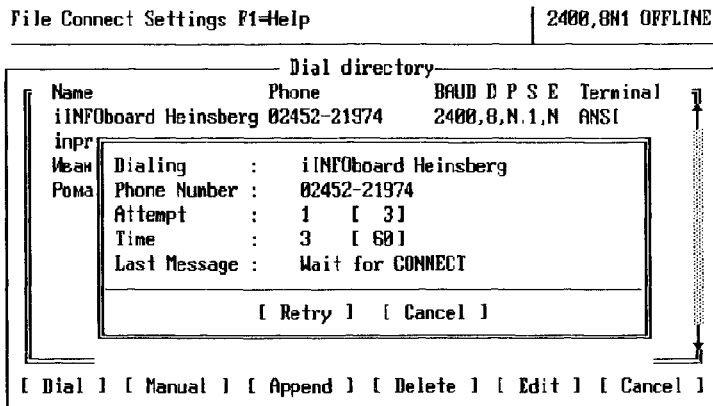 File Connect Settings F1=Help 2400,8N1 OFFLINE
Dial directory
Name Phone BAUD D P S E Terminal
iINFOboard Heinsberg 02452-21974 2400,8,N,1,N ANSI
inpr
Иван
Рома
Dialing : iINFOboard Heinsberg
Phone Number : 02452-21974
Attempt : 1 [ 3]
Time : 3 [ 60]
Last Message : Wait for CONNECT
[ Retry ] [ Cancel ]
[ Dial ] [ Manual ] [ Append ] [ Delete ] [ Edit ] [ Cancel ]